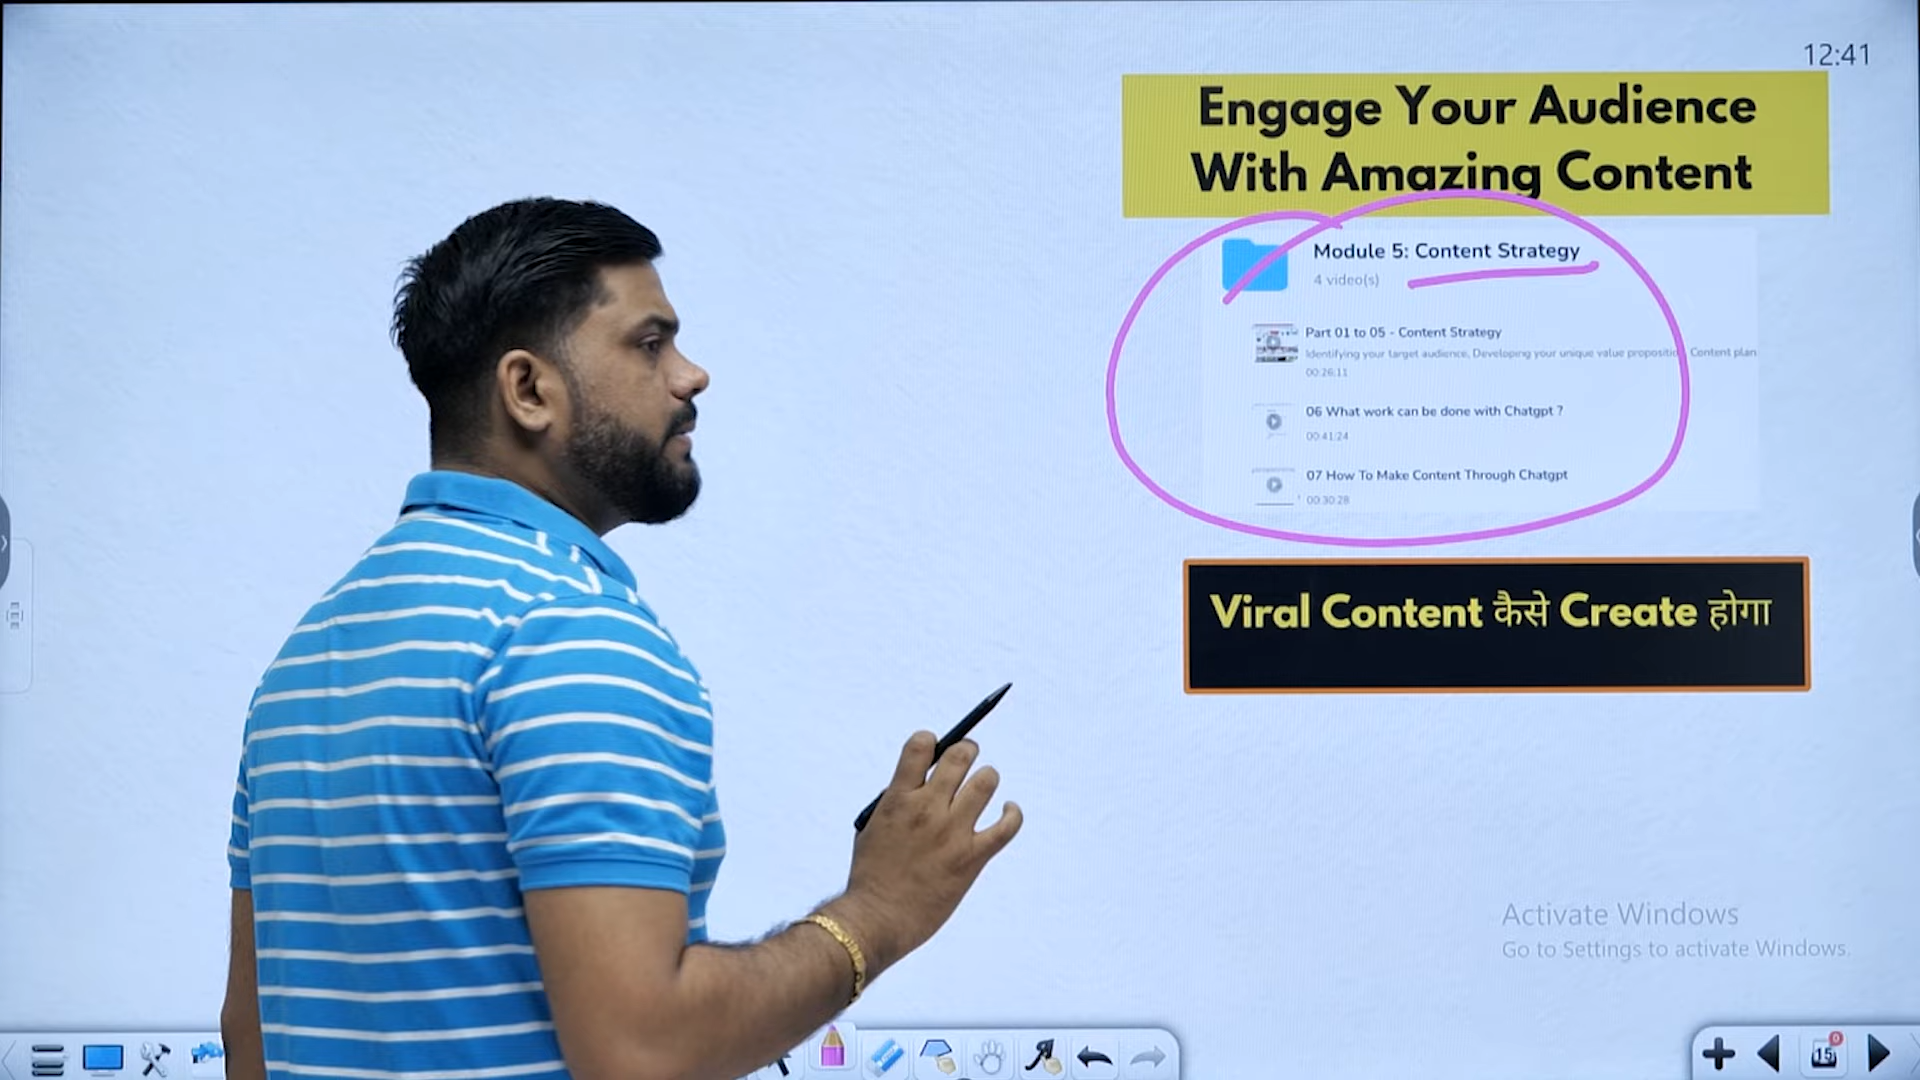 12:41
Engage Your Audience
With Amazing Content
Module 5: Content Strategy
4 video(s)
Part 01 to 05 - Content Strategy
Identifying your target audience, Developing your unique value propositio Content plan
00:26:11
06 What work can be done with Chatgpt ?
00:41:24
07 How To Make Content Through Chatgpt
00:30:28
Viral Content कैसे Create होगा
Activate Windows
Go to Settings to activate Windows.
15
0